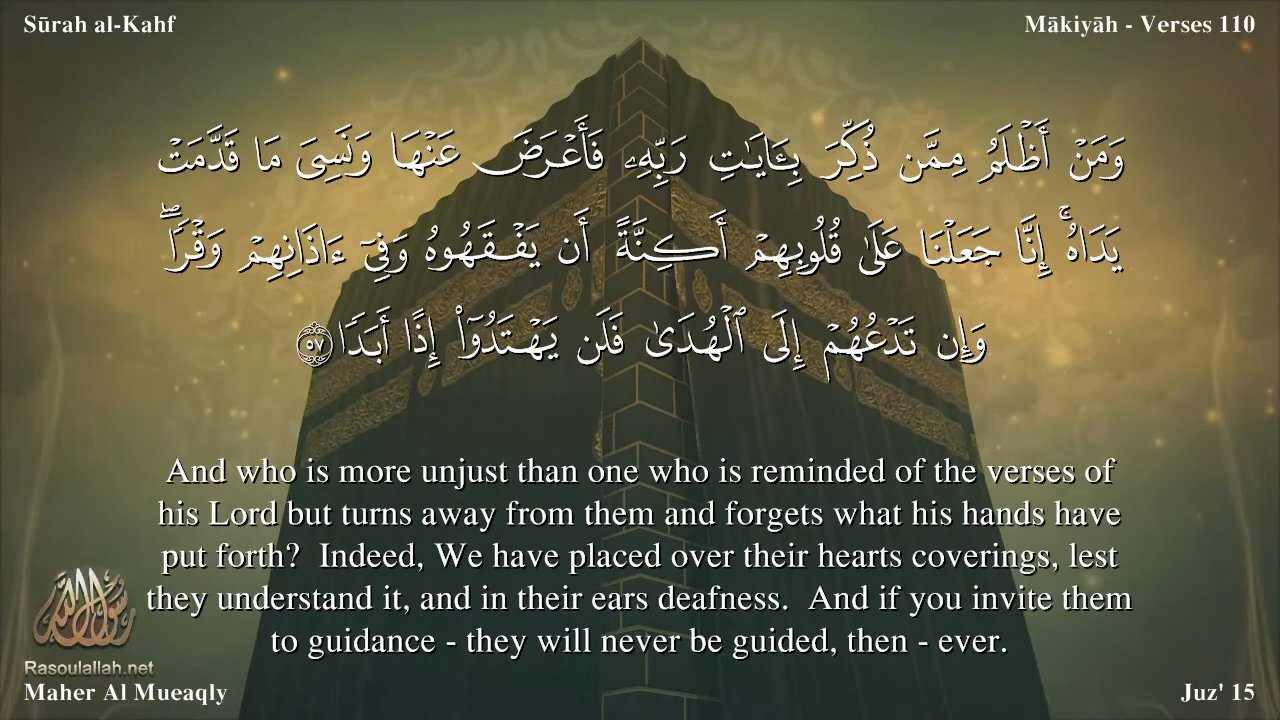 Sūrah al-Kahf
Mākiyāh - Verses 110
وَمَنْ أَظْلَمُ مِمَّن ذُكِّرَ بِـَٔايَـٰتِ رَبِّهِۦ فَأَعْرَضَ عَنْهَا وَنَسِىَ مَا قَدَّمَتْ
يَدَاهُ ۚ إِنَّا جَعَلْنَا عَلَىٰ قُلُوبِهِمْ أَكِنَّةً أَن يَفْقَهُوهُ وَفِىٓ ءَاذَانِهِمْ وَقْرًا ۖ
وَإِن تَدْعُهُمْ إِلَى ٱلْهُدَىٰ فَلَن يَهْتَدُوٓا۟ إِذًا أَبَدًا ٥٧
And who is more unjust than one who is reminded of the verses of
his Lord but turns away from them and forgets what his hands have
put forth?  Indeed, We have placed over their hearts coverings, lest
they understand it, and in their ears deafness.  And if you invite them
to guidance - they will never be guided, then - ever.
رسول الله
Rasoulallah.net
Maher Al Mueaqly
Juz' 15